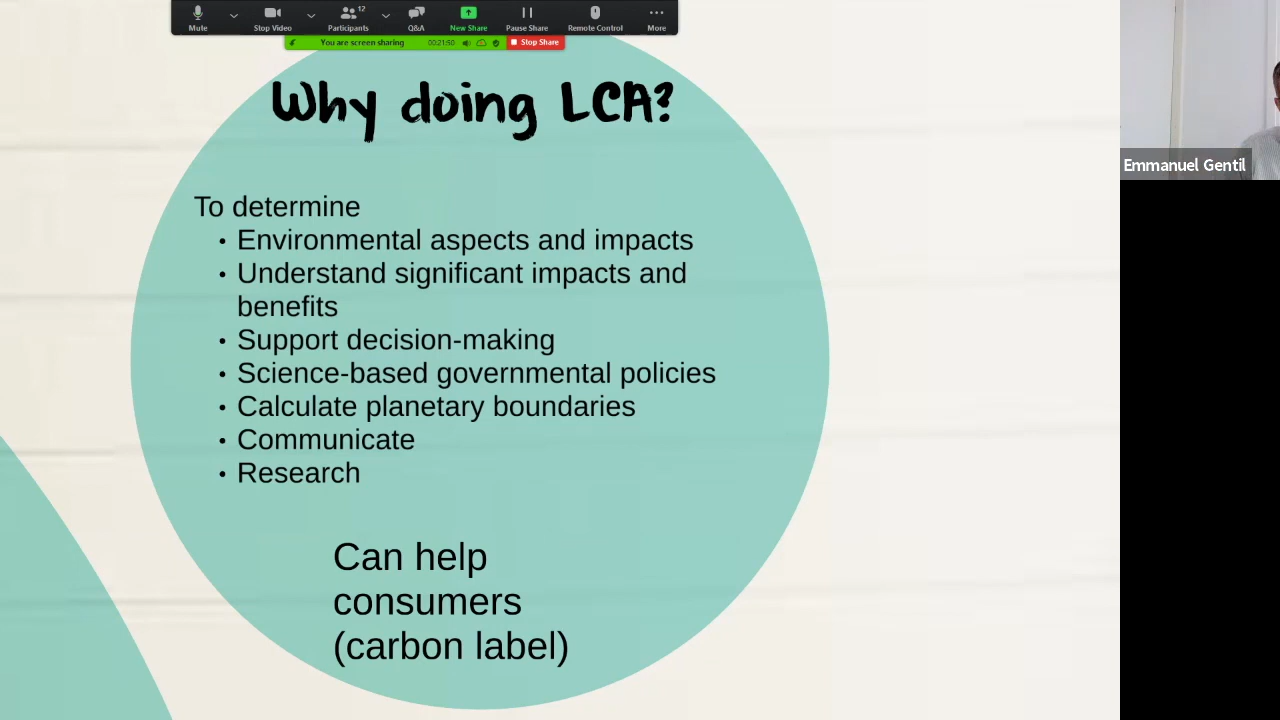 12
Mute
Stop Video
Participants
Q&A
New Share
Pause Share
Remote Control
More
You are screen sharing
00:21:50
Stop Share
Why doing LCA?
To determine
• Environmental aspects and impacts
• Understand significant impacts and
benefits
• Support decision-making
• Science-based governmental policies
• Calculate planetary boundaries
• Communicate
• Research
Can help
consumers
(carbon label)
Emmanuel Gentil